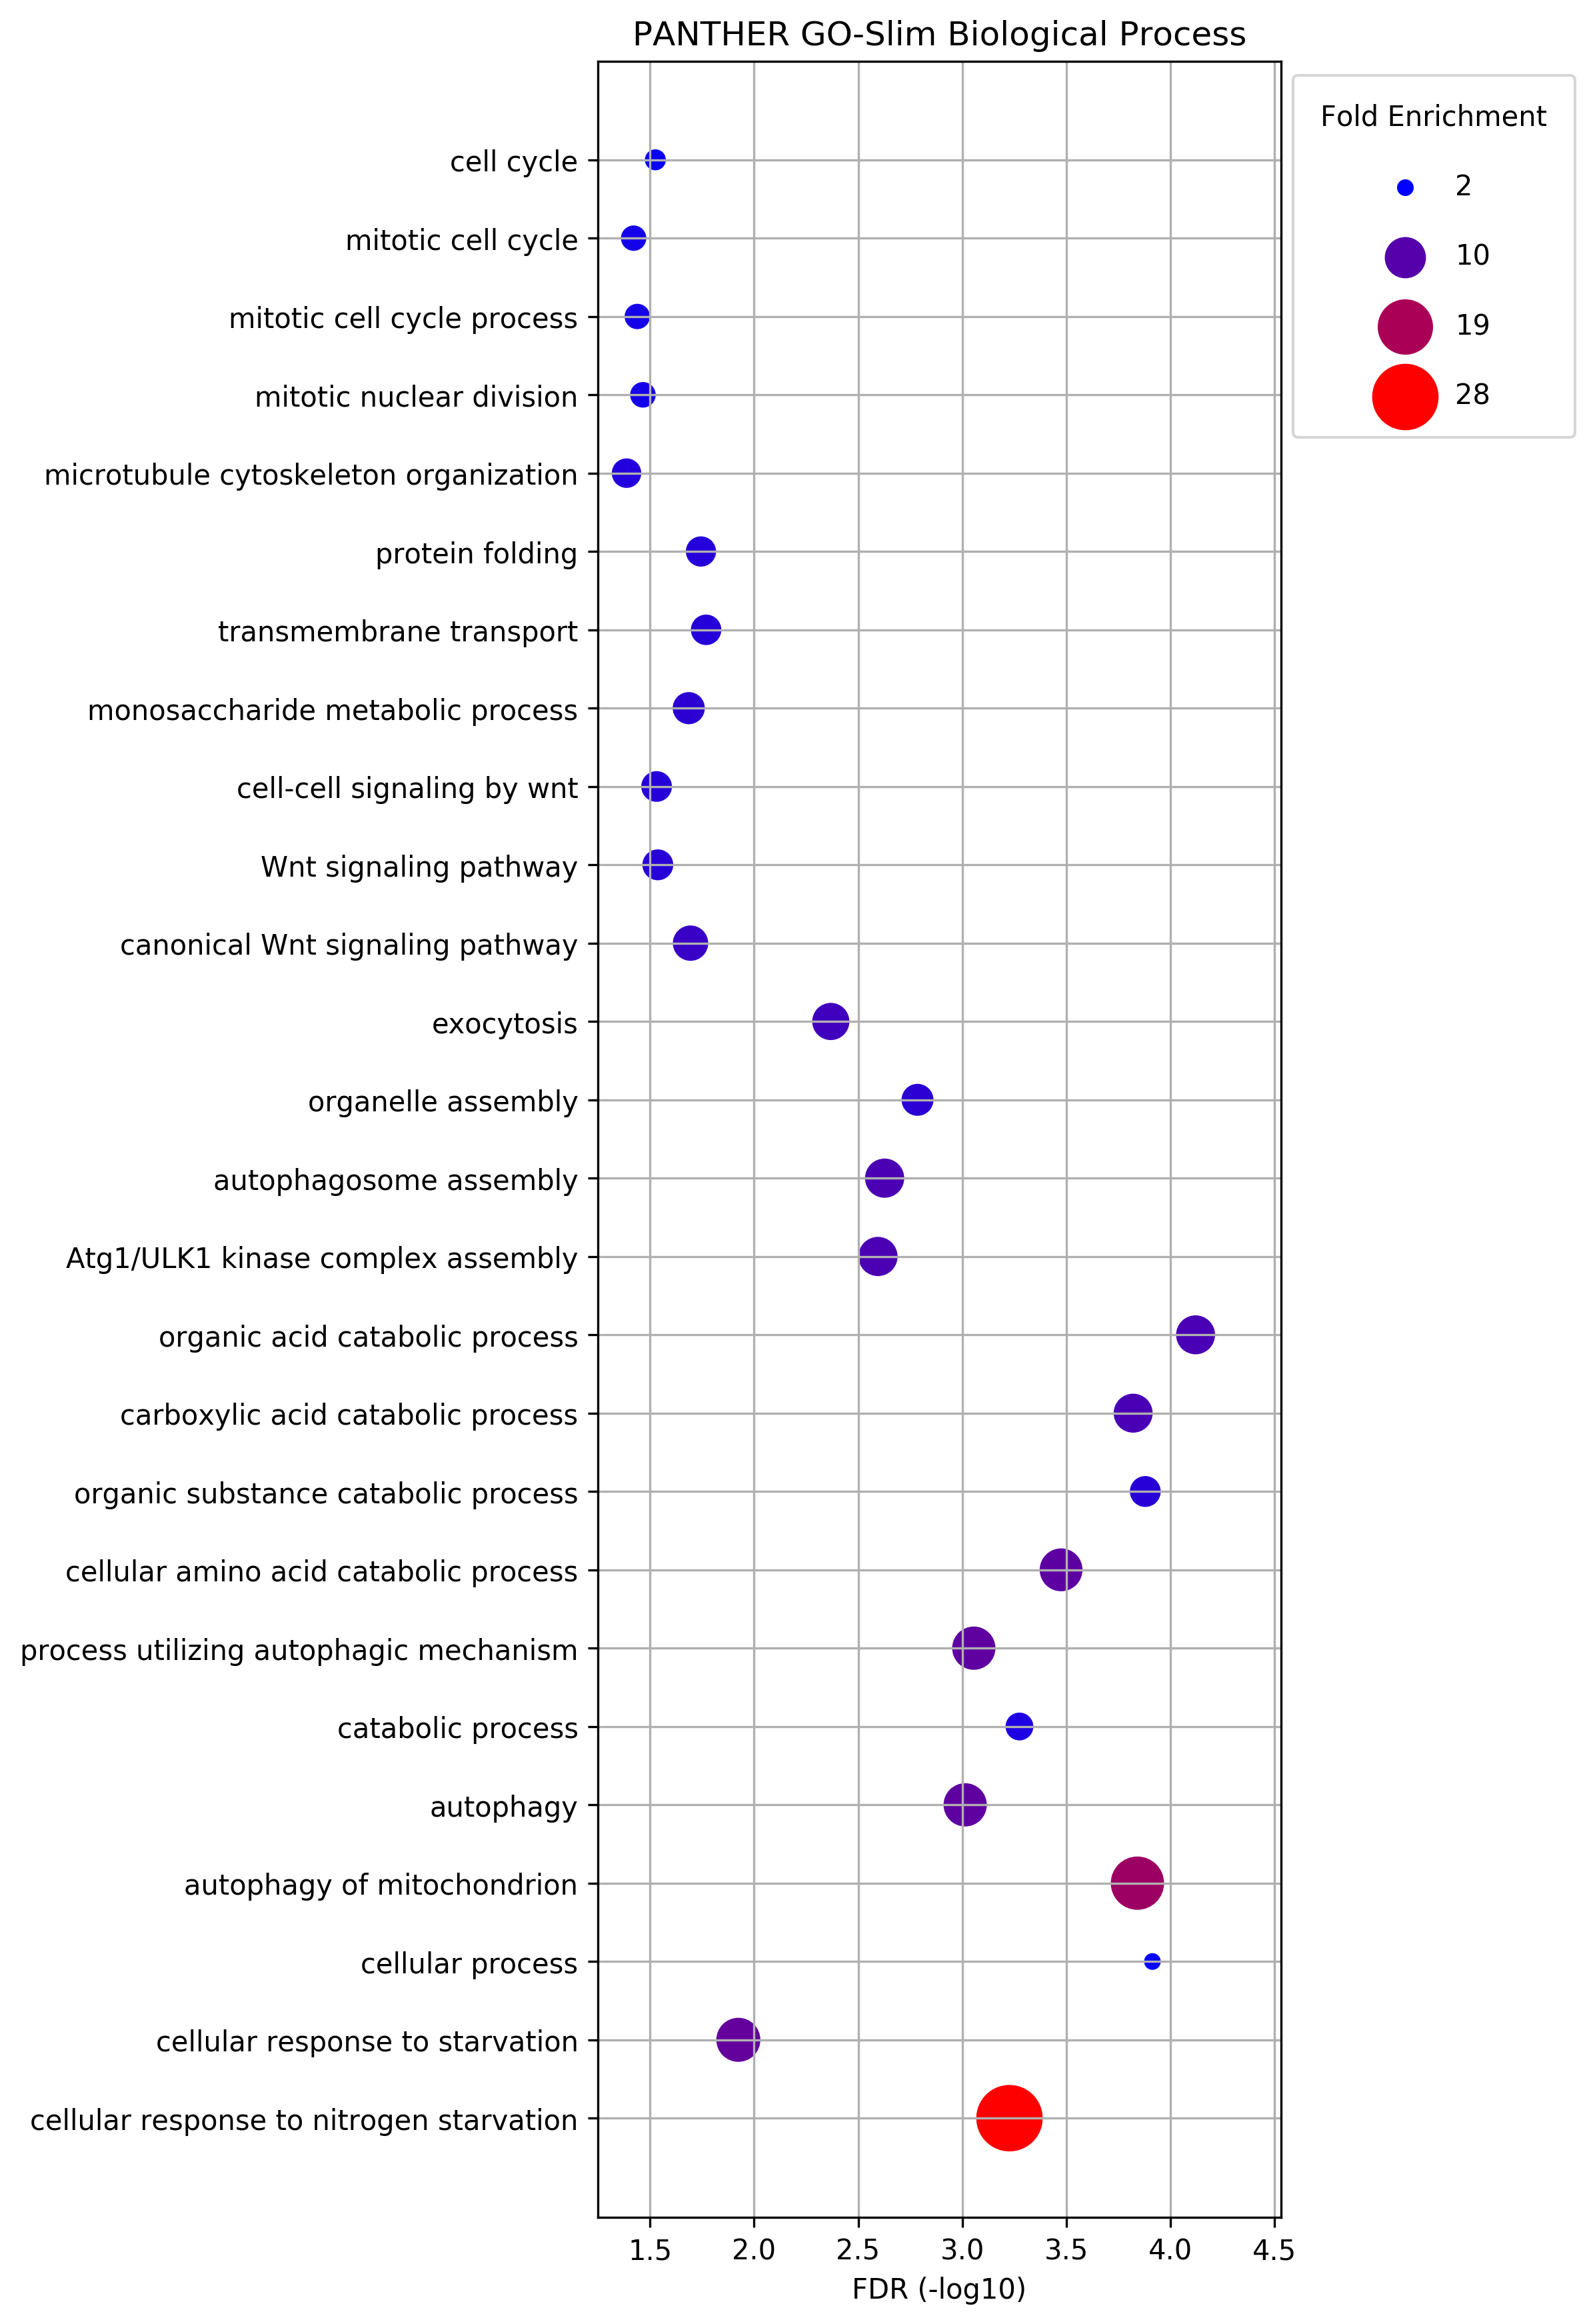 PANTHER GO-Slim Biological Process
Fold Enrichment
2
10
19
28
cell cycle
mitotic cell cycle
mitotic cell cycle process
mitotic nuclear division
microtubule cytoskeleton organization
protein folding
transmembrane transport
monosaccharide metabolic process
cell-cell signaling by wnt
Wnt signaling pathway
canonical Wnt signaling pathway
exocytosis
organelle assembly
autophagosome assembly
Atg1/ULK1 kinase complex assembly
organic acid catabolic process
carboxylic acid catabolic process
organic substance catabolic process
cellular amino acid catabolic process
process utilizing autophagic mechanism
catabolic process
autophagy
autophagy of mitochondrion
cellular process
cellular response to starvation
cellular response to nitrogen starvation
1.5 2.0 2.5 3.0 3.5 4.0 4.5
FDR (-log10)